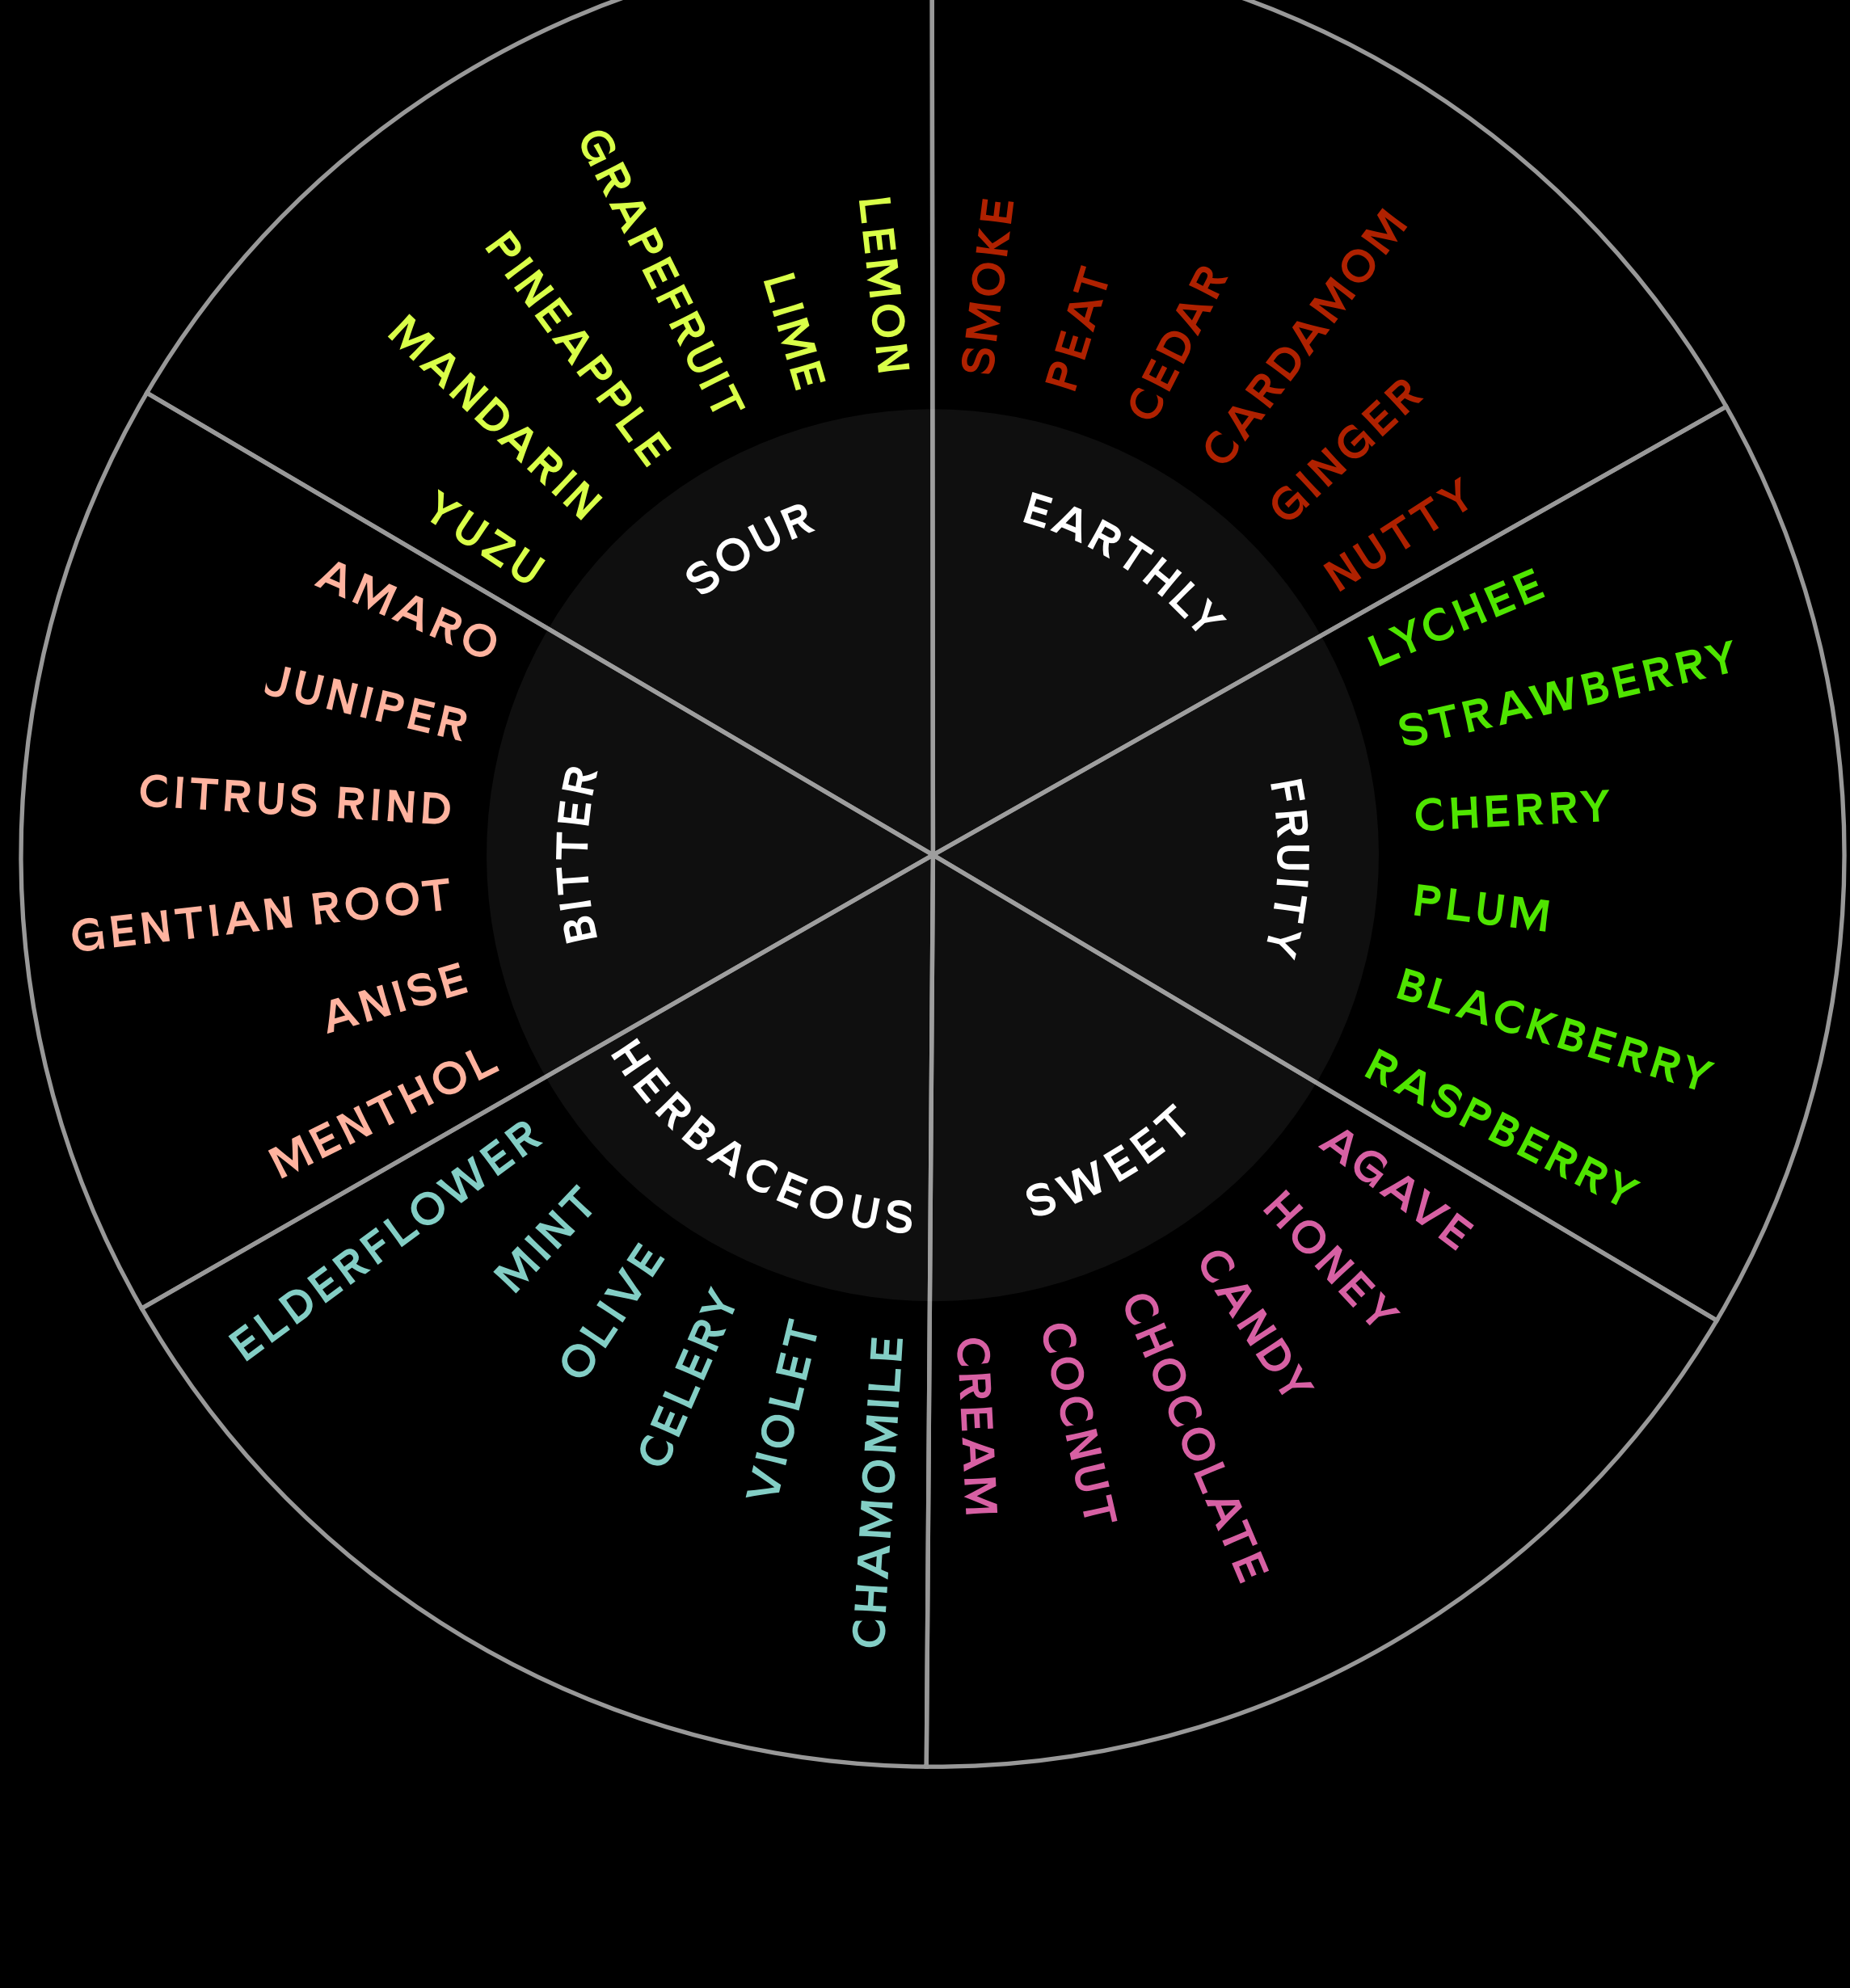 EARTHLY
SMOKE
PEAT
CEDAR
CARDAMOM
GINGER
NUTTY
FRUITY
LYCHEE
STRAWBERRY
CHERRY
PLUM
BLACKBERRY
RASPBERRY
SWEET
AGAVE
HONEY
CANDY
CHOCOLATE
COCNUT
CREAM
HERBACEOUS
CHAMOMILE
VIOLET
CELERY
OLIVE
MINT
ELDERFLOWER
BITTER
MENTHOL
ANISE
GENTIAN ROOT
CITRUS RIND
JUNIPER
AMARO
SOUR
YUZU
MANDARIN
PINEAPPLE
GRAPEFRUIT
LIME
LEMON